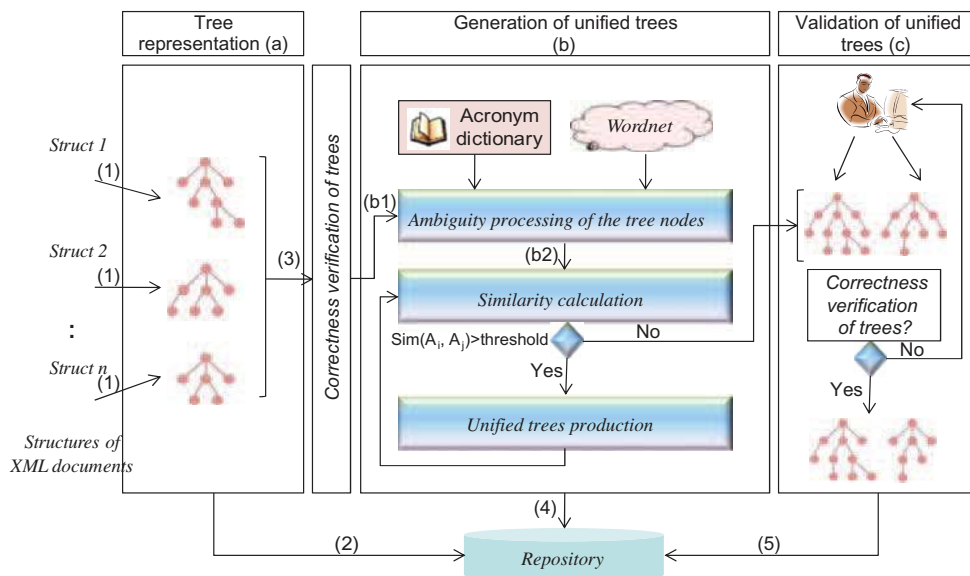 Tree
representation (a)
Generation of unified trees
(b)
Validation of unified
trees (c)
Struct 1
(1)
Struct 2
(1)
:
Struct n
(1)
Structures of
XML documents
(3)
Correctness verification of trees
Acronym
dictionary
Wordnet
(b1)
Ambiguity processing of the tree nodes
(b2)
Similarity calculation
Sim(Ai, Aj)>threshold
No
Yes
Unified trees production
Correctness
verification
of trees?
No
Yes
(2)
(4)
(5)
Repository